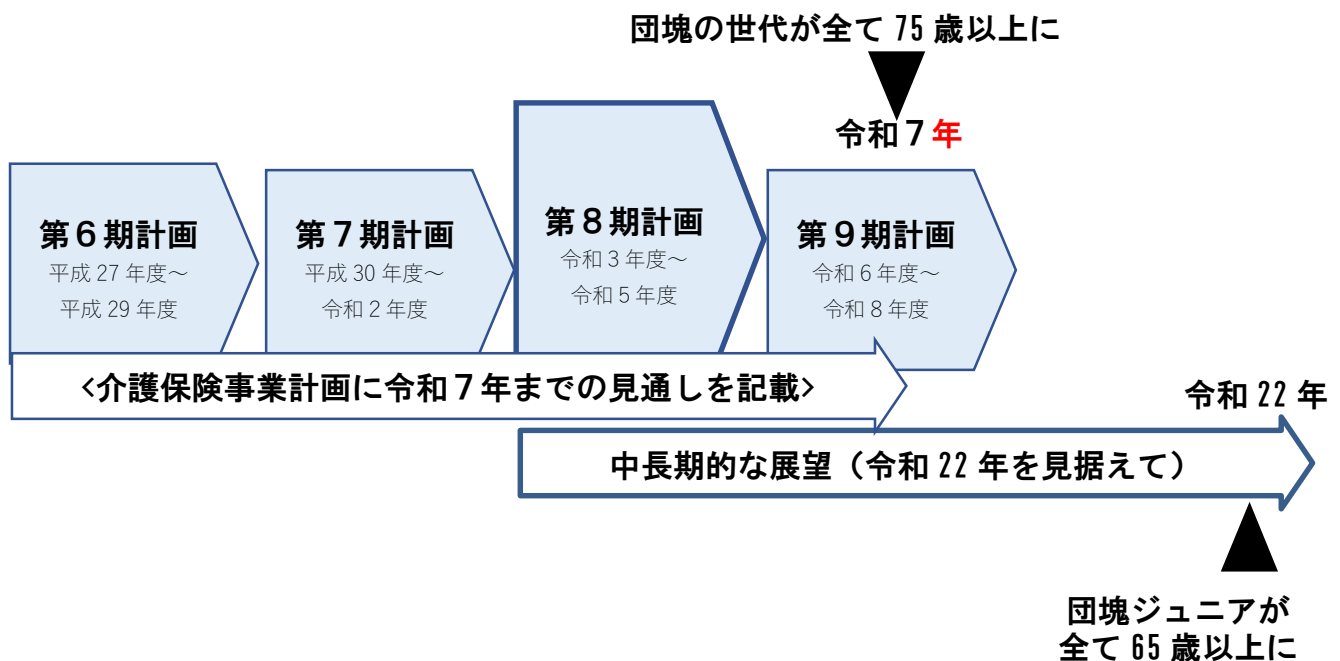 団塊の世代が全て 75 歳以上に
令和７年
第６期計画
平成 27 年度～
平成 29 年度
第７期計画
平成 30 年度～
令和 2 年度
第８期計画
令和 3 年度～
令和 5 年度
第９期計画
令和 6 年度～
令和 8 年度
<介護保険事業計画に令和７年までの見通しを記載>
令和 22 年
中長期的な展望（令和 22 年を見据えて）
団塊ジュニアが
全て 65 歳以上に